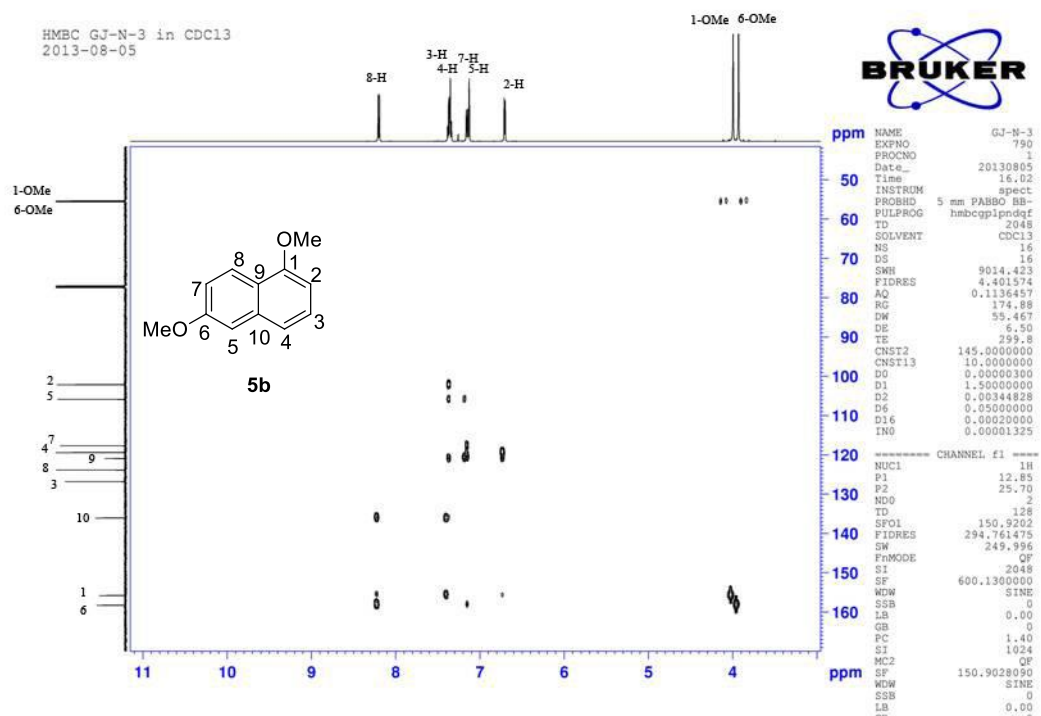 HMBC GJ-N-3 in CDCl3
2013-08-05
1-OMe 6-OMe
3-H 7-H
8-H 4-H 5-H 2-H
BRUKER
ppm
1-OMe
6-OMe
50
60
70
80
90
100
110
120
130
140
150
160
2
5
7
4
9
8
3
10
1
6
OMe
8 1
7 9 2
6 3
MeO 10 4
5
5b
11 10 9 8 7 6 5 4 ppm
NAME GJ-N-3
EXPNO 790
PROCNO 1
Date_ 20130805
Time 16.02
INSTRUM spect
PROBHD 5 mm PABBO BB-
PULPROG hmbcgplpndqf
TD 2048
SOLVENT CDCl3
NS 16
DS 16
SWH 9014.423
FIDRES 4.401574
AQ 0.1136457
RG 174.88
DW 55.467
DE 6.50
TE 299.8
CNST2 145.0000000
CNST13 10.0000000
D0 0.00000300
D1 1.50000000
D2 0.00344828
D6 0.05000000
D16 0.00020000
IN0 0.00001325
======== CHANNEL f1 ====
NUC1 1H
P1 12.85
P2 25.70
ND0 2
TD 128
SFO1 150.9202
FIDRES 294.761475
SW 249.996
FnMODE QF
SI 2048
SF 600.1300000
WDW SINE
SSB 0
LB 0.00
GB 0
PC 1.40
SI 1024
MC2 QF
SF 150.9028090
WDW SINE
SSB 0
LB 0.00